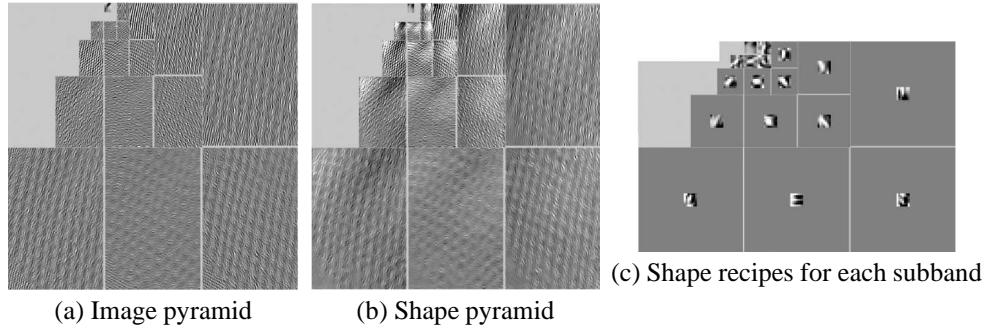 (a) Image pyramid
(b) Shape pyramid
(c) Shape recipes for each subband